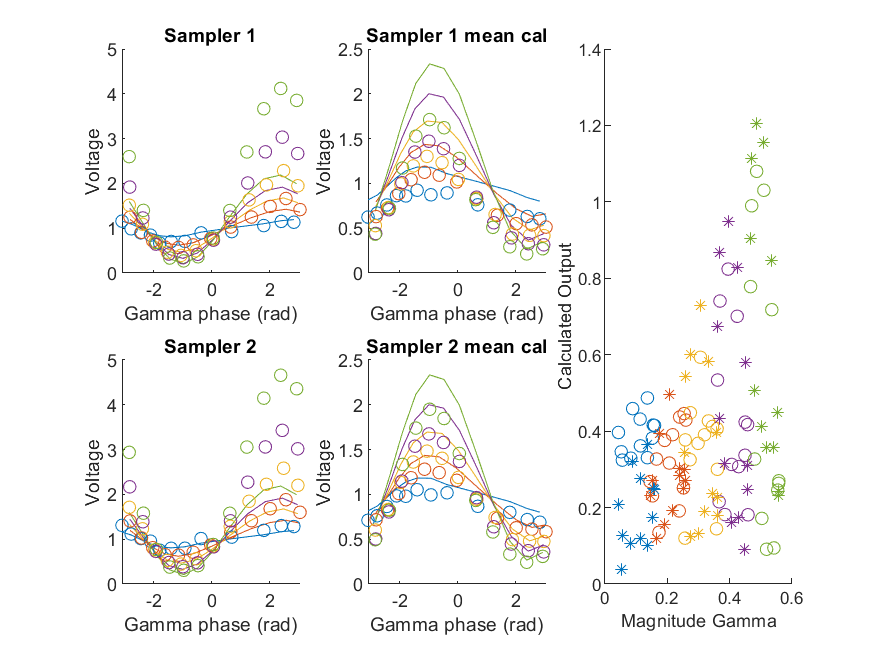 Sampler 1
5
4
3
2
1
0
Voltage
-2 0 2
Gamma phase (rad)
Sampler 1 mean cal
2.5
2
1.5
1
0.5
0
Voltage
-2 0 2
Gamma phase (rad)
Sampler 2
5
4
3
2
1
0
Voltage
-2 0 2
Gamma phase (rad)
Sampler 2 mean cal
2.5
2
1.5
1
0.5
0
Voltage
-2 0 2
Gamma phase (rad)
1.4
1.2
1
0.8
0.6
0.4
0.2
0
Calculated Output
0 0.2 0.4 0.6
Magnitude Gamma